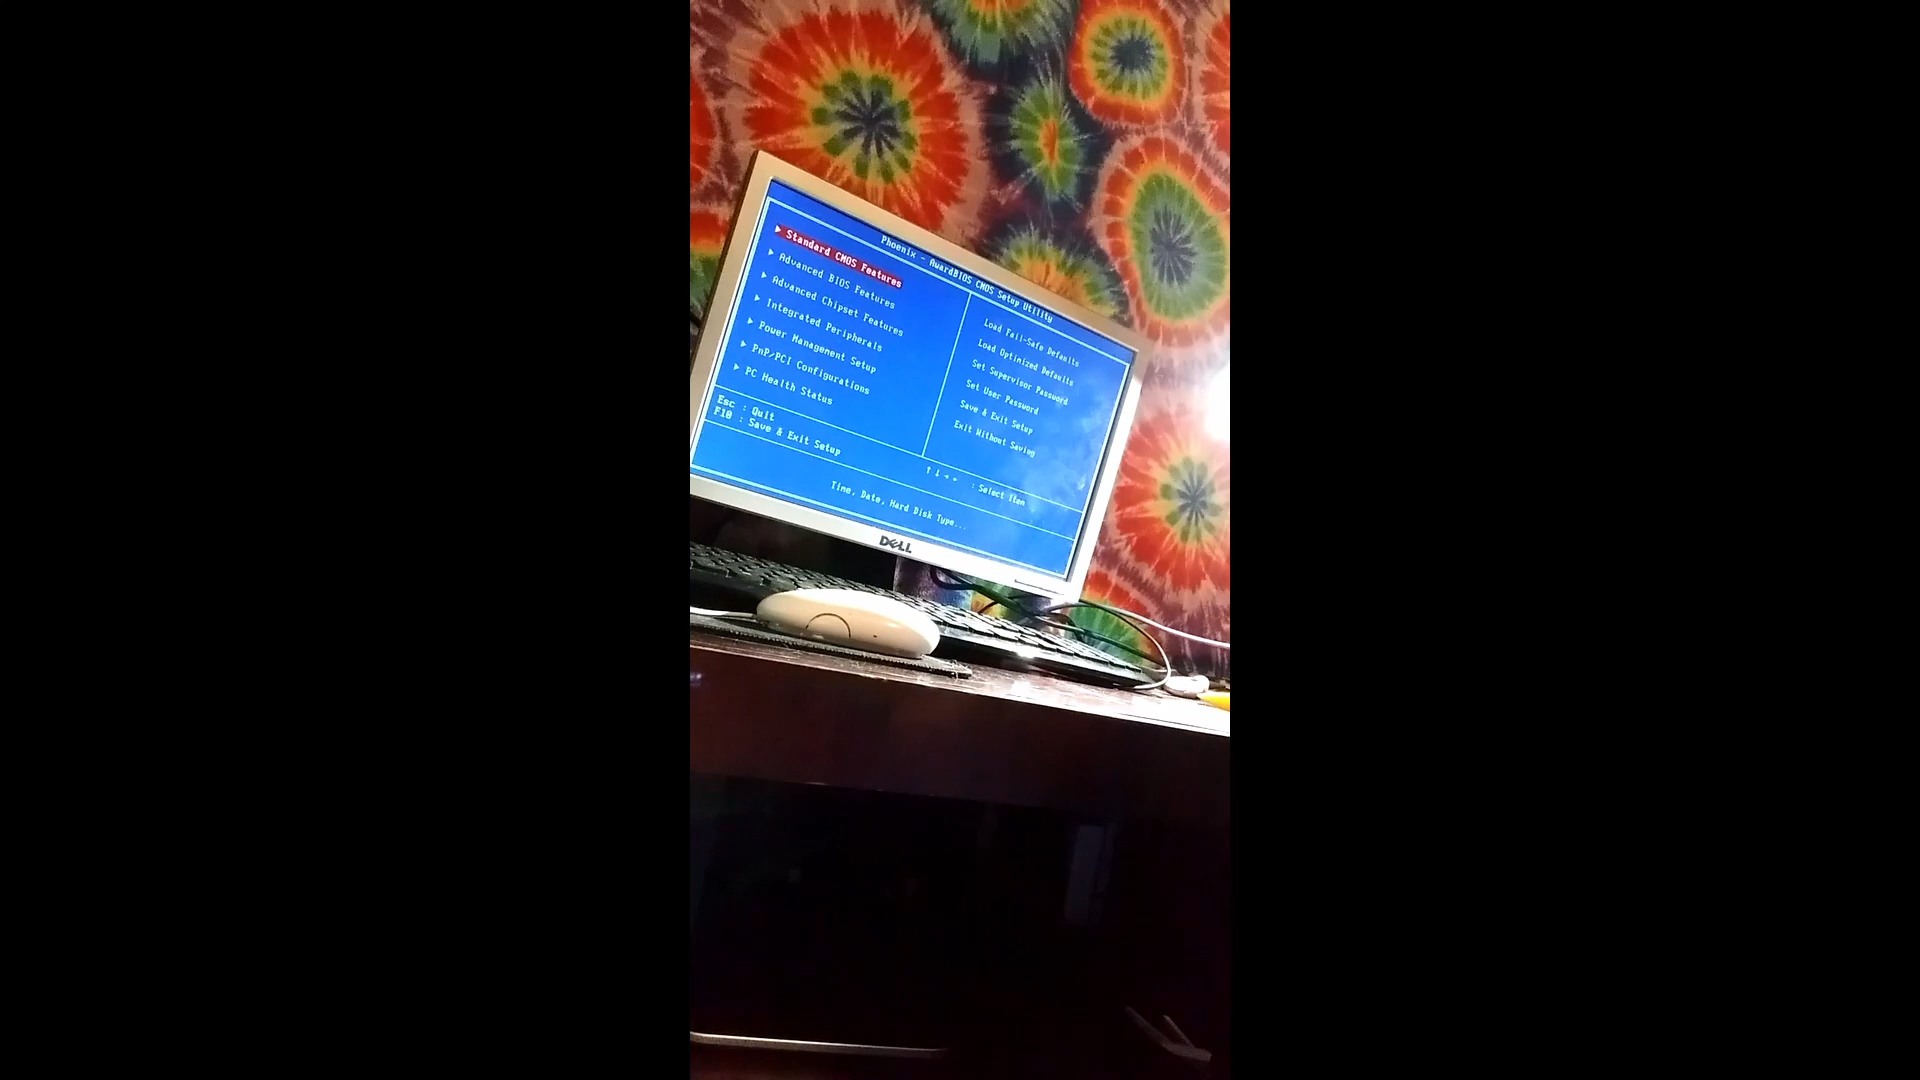 Phoenix - AwardBIOS CMOS Setup Utility
Standard CMOS Features
Advanced BIOS Features
Advanced Chipset Features
Integrated Peripherals
Power Management Setup
PnP/PCI Configurations
PC Health Status
Load Fail-Safe Defaults
Load Optimized Defaults
Set Supervisor Password
Set User Password
Save & Exit Setup
Exit Without Saving
Esc : Quit
F10 : Save & Exit Setup
↑ ↓ → ← : Select Item
Time, Date, Hard Disk Type...
DELL